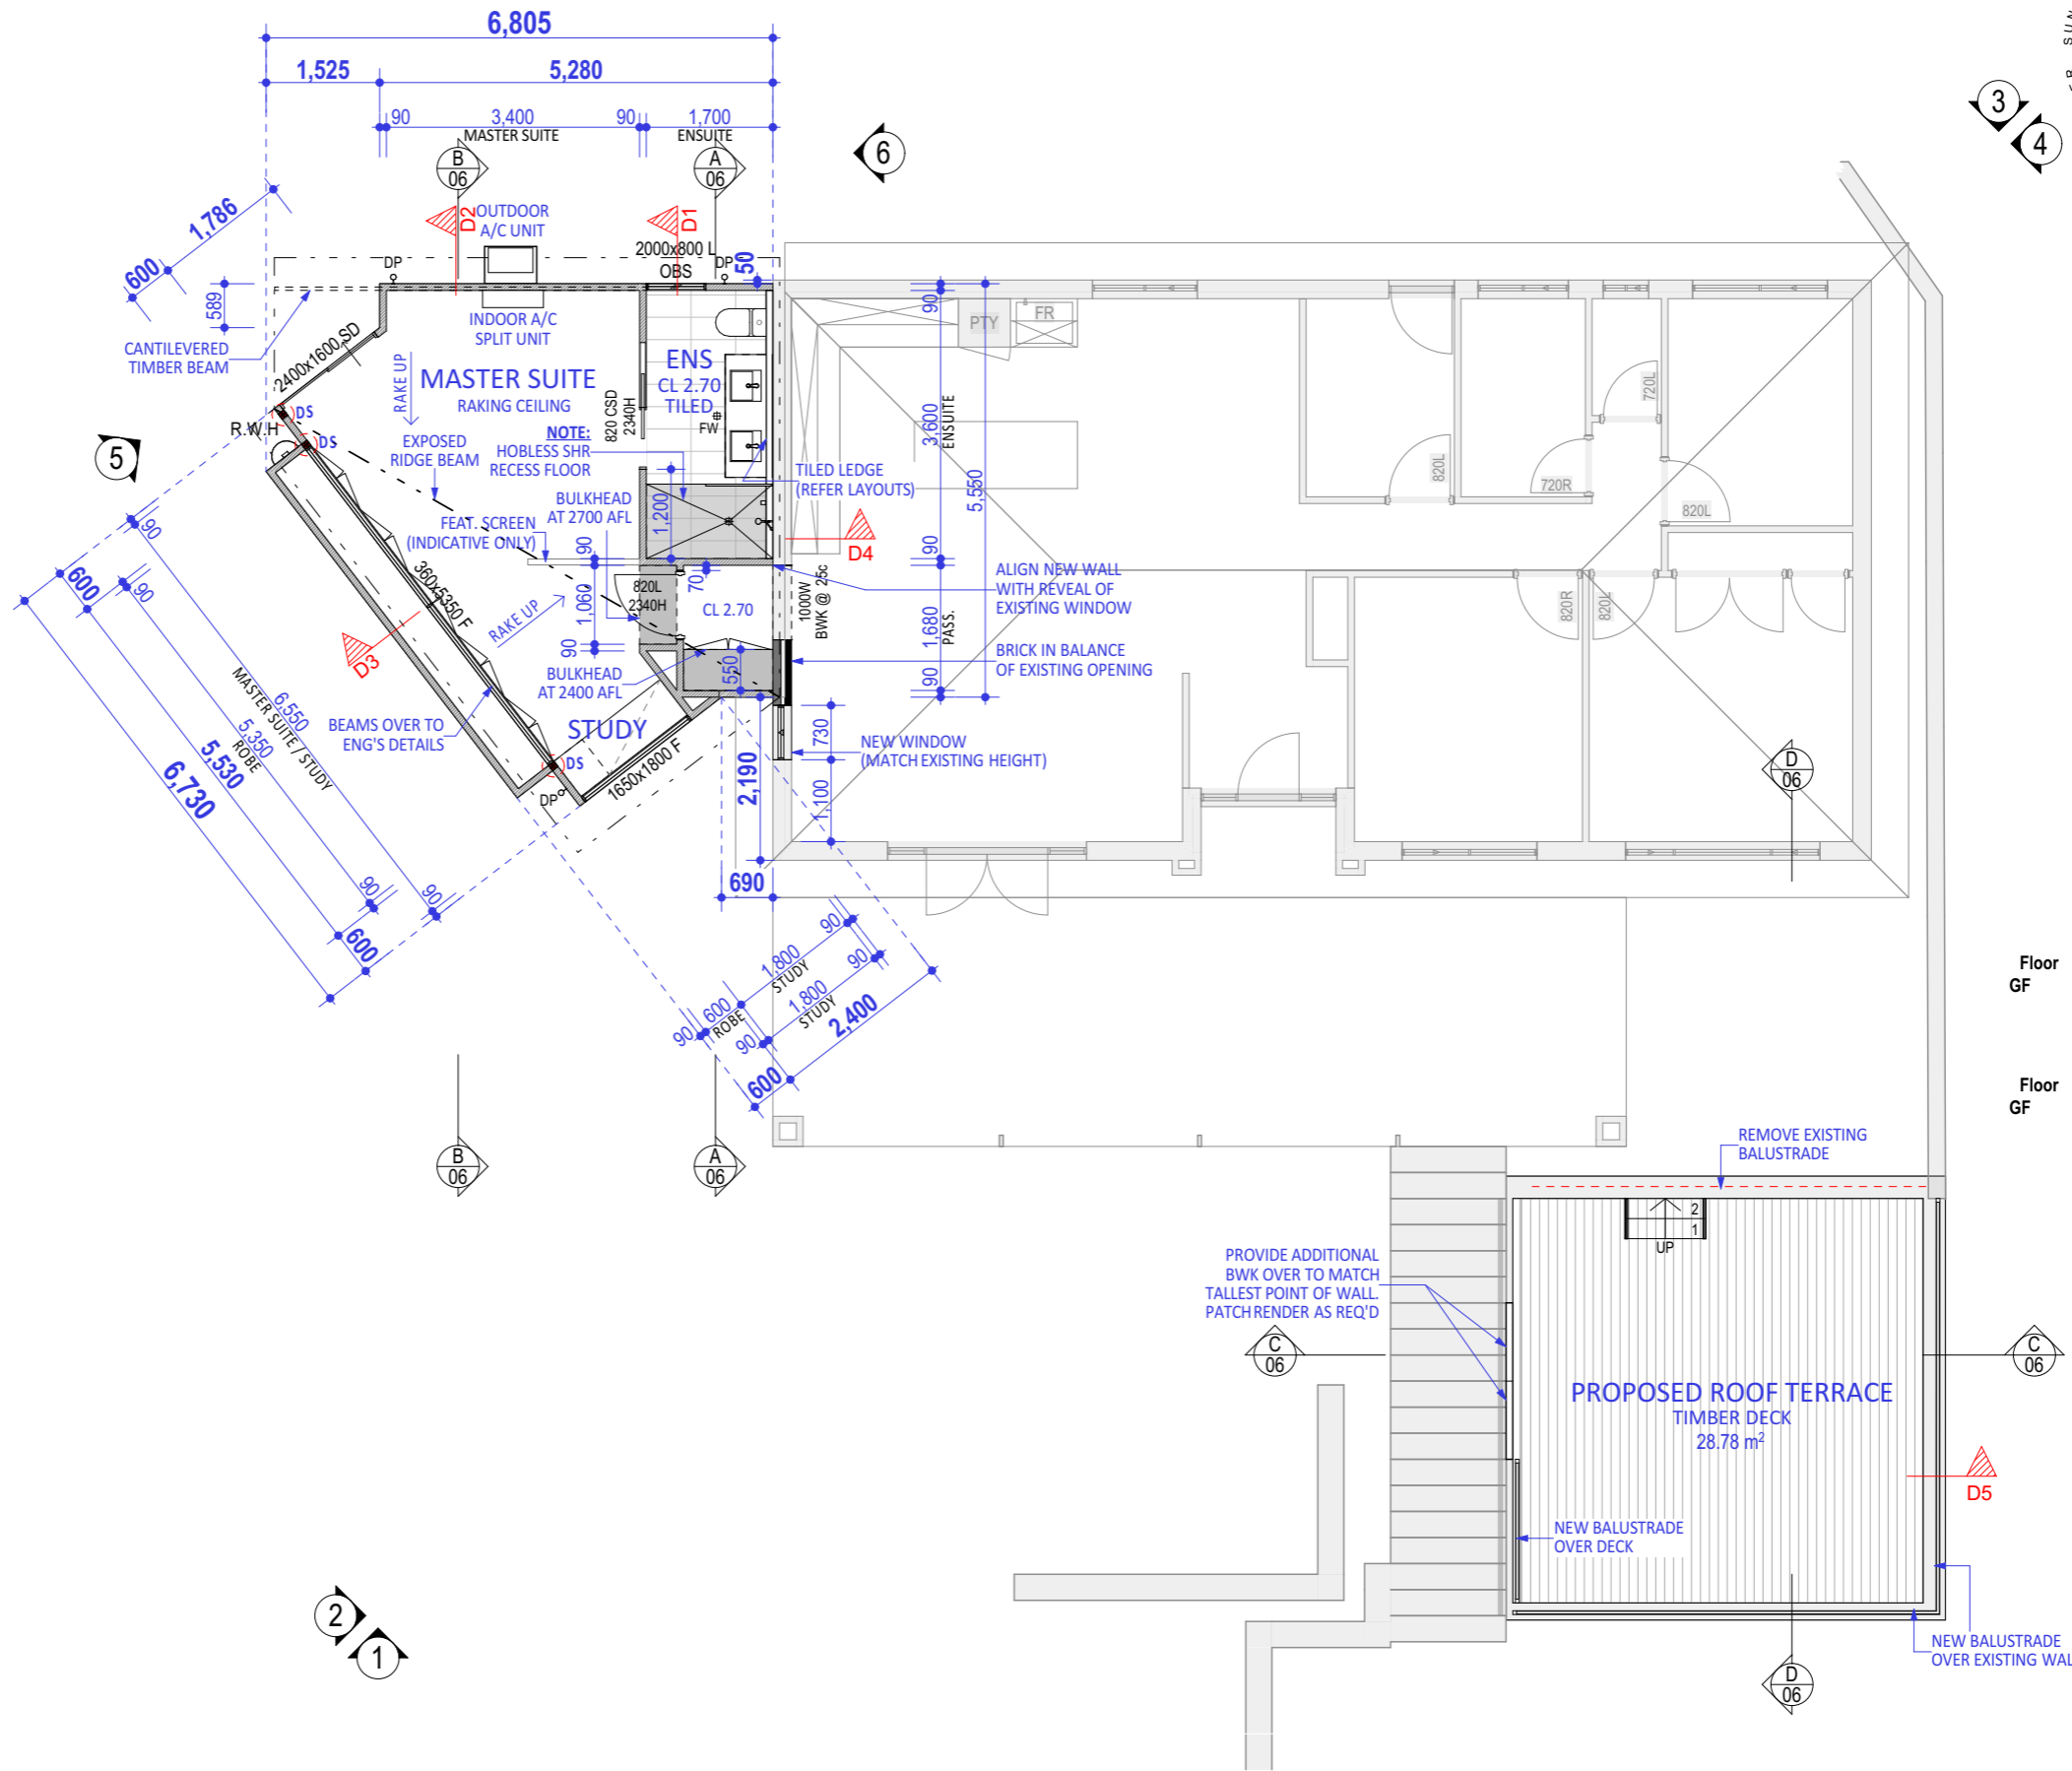 6,805
1,525
5,280
90
3,400
90
1,700
MASTER SUITE
ENSUITE
B
06
A
06
6
3
4
1,786
600
589
D2
OUTDOOR
A/C UNIT
D1
2000x800 L
OBS
DP
DP
50
INDOOR A/C
SPLIT UNIT
CANTILEVERED
TIMBER BEAM
2400x1600 SD
RAKE UP
MASTER SUITE
RAKING CEILING
ENS
CL 2.70
TILED
FW
820 CSD
2340H
NOTE:
HOBLESS SHR
RECESS FLOOR
EXPOSED
RIDGE BEAM
DS
DS
R.W.H
5
BULKHEAD
AT 2700 AFL
FEAT. SCREEN
(INDICATIVE ONLY)
1,200
90
1,060
90
70
820L
2340H
CL 2.70
1000W
BWK @ 25c
TILED LEDGE
(REFER LAYOUTS)
D4
90
3,600
ENSUITE
5,550
90
1,680
PASS.
90
PTY
FR
820L
720R
720L
820L
820R
820L
ALIGN NEW WALL
WITH REVEAL OF
EXISTING WINDOW
BRICK IN BALANCE
OF EXISTING OPENING
NEW WINDOW
(MATCH EXISTING HEIGHT)
RAKE UP
360x5350 F
D3
BULKHEAD
AT 2400 AFL
550
STUDY
BEAMS OVER TO
ENG'S DETAILS
DS
DP
1650x1800 F
730
1,100
2,190
690
90
600
90
6,550
MASTER SUITE / STUDY
5,350
ROBE
5,530
6,730
90
90
600
90
1,800
STUDY
90
600
ROBE
90
1,800
STUDY
90
2,400
600
D
06
Floor
GF
Floor
GF
B
06
A
06
REMOVE EXISTING
BALUSTRADE
2
1
UP
PROVIDE ADDITIONAL
BWK OVER TO MATCH
TALLEST POINT OF WALL.
PATCH RENDER AS REQ'D
C
06
C
06
PROPOSED ROOF TERRACE
TIMBER DECK
28.78 m²
D5
NEW BALUSTRADE
OVER DECK
NEW BALUSTRADE
OVER EXISTING WAL
D
06
2
1